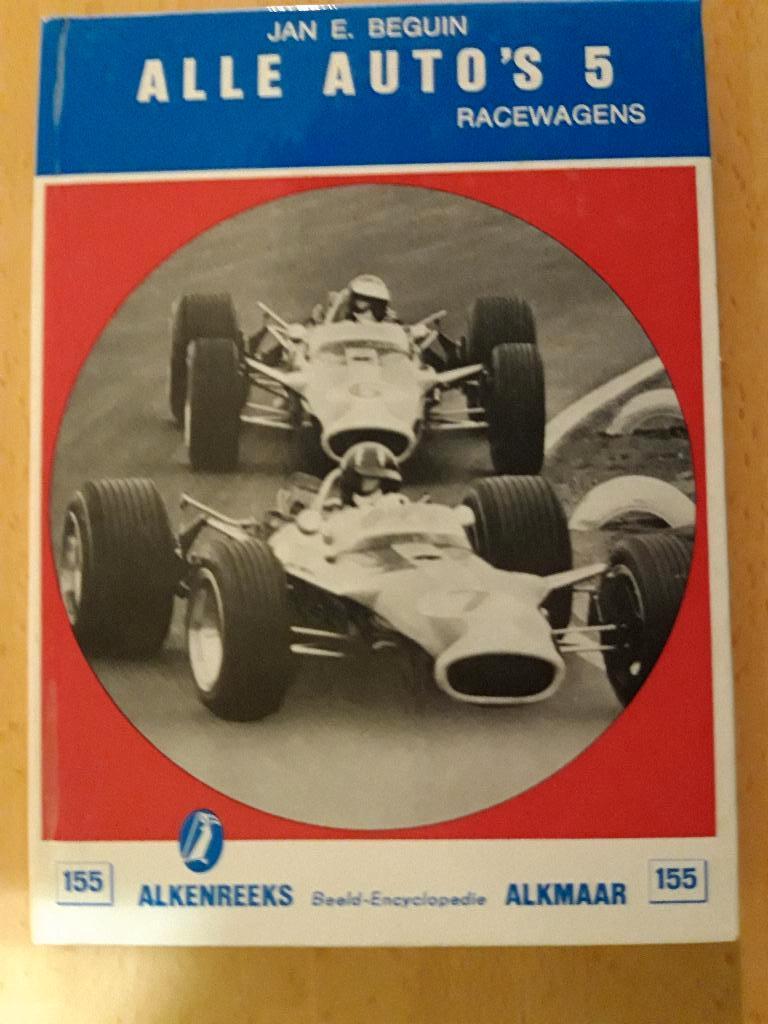 JAN E. BEGUIN
ALLE AUTO'S 5
RACEWAGENS
155 ALKENREEKS Beeld-Encyclopedie ALKMAAR 155